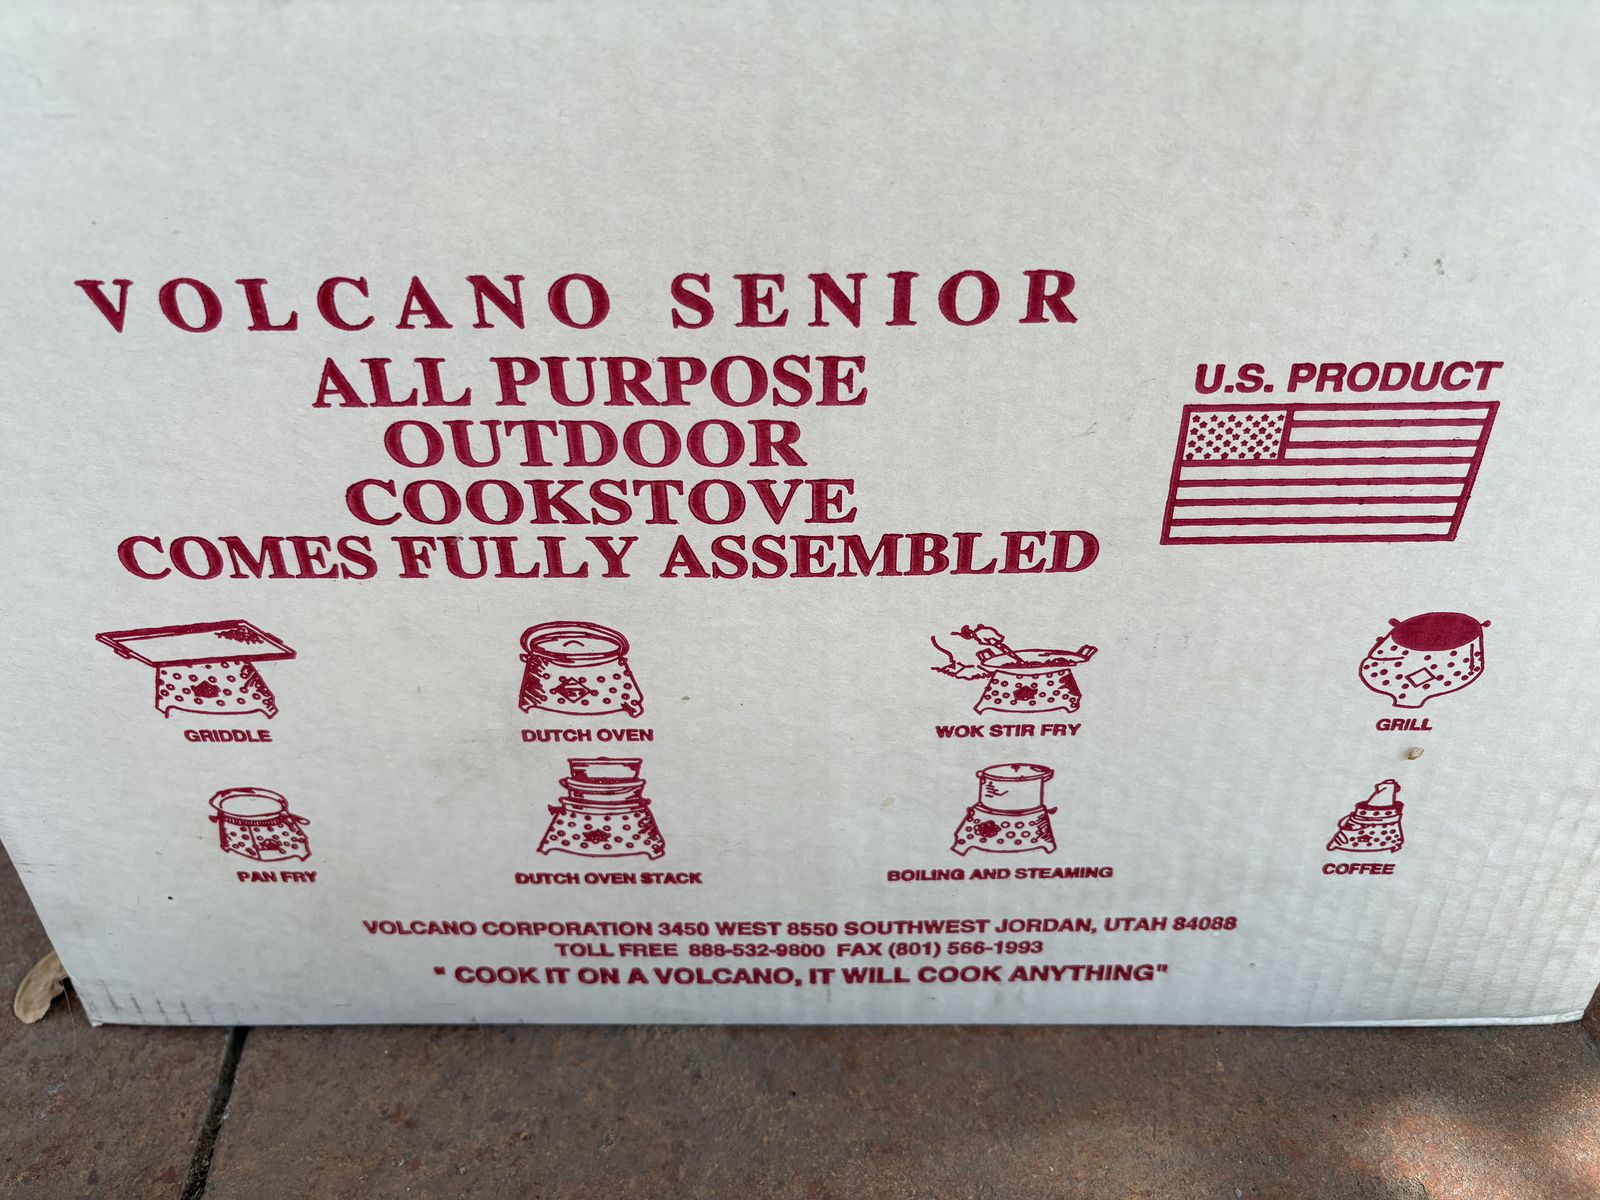 VOLCANO SENIOR
ALL PURPOSE
OUTDOOR
COOKSTOVE
COMES FULLY ASSEMBLED
U.S. PRODUCT
GRIDDLE
DUTCH OVEN
WOK STIR FRY
GRILL
PAN FRY
DUTCH OVEN STACK
BOILING AND STEAMING
COFFEE
VOLCANO CORPORATION 3450 WEST 8550 SOUTHWEST JORDAN, UTAH 84088
TOLL FREE 888-532-9800 FAX (801) 566-1993
" COOK IT ON A VOLCANO, IT WILL COOK ANYTHING"